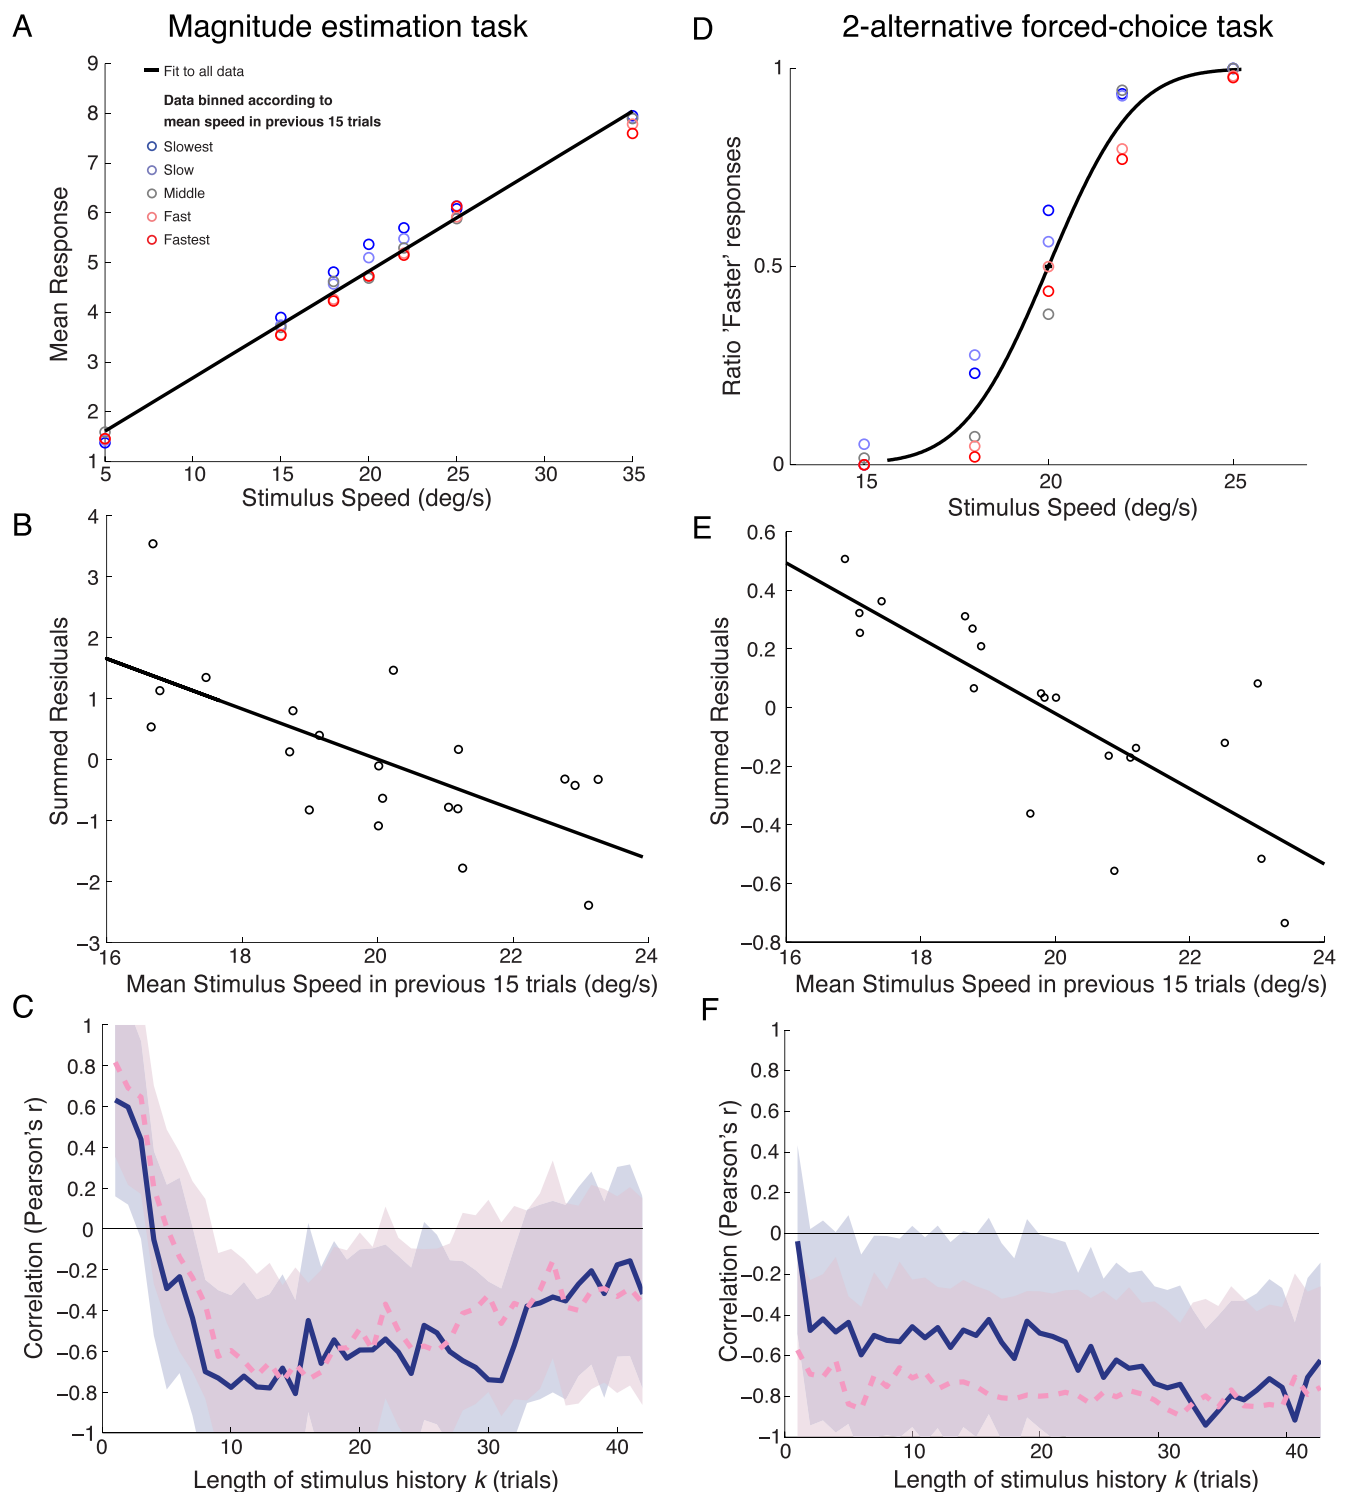 A
Magnitude estimation task
9
8
7
6
5
4
3
2
1
Mean Response
Fit to all data
Data binned according to
mean speed in previous 15 trials
Slowest
Slow
Middle
Fast
Fastest
5
10
15
20
25
30
35
Stimulus Speed (deg/s)
D
2-alternative forced-choice task
1
0.5
0
Ratio 'Faster' responses
15
20
25
Stimulus Speed (deg/s)
B
4
3
2
1
0
−1
−2
−3
Summed Residuals
16
18
20
22
24
Mean Stimulus Speed in previous 15 trials (deg/s)
E
0.6
0.4
0.2
0
−0.2
−0.4
−0.6
−0.8
Summed Residuals
16
18
20
22
24
Mean Stimulus Speed in previous 15 trials (deg/s)
C
1
0.8
0.6
0.4
0.2
0
−0.2
−0.4
−0.6
−0.8
−1
Correlation (Pearson's r)
0
10
20
30
40
Length of stimulus history k (trials)
F
1
0.8
0.6
0.4
0.2
0
−0.2
−0.4
−0.6
−0.8
−1
Correlation (Pearson's r)
0
10
20
30
40
Length of stimulus history k (trials)